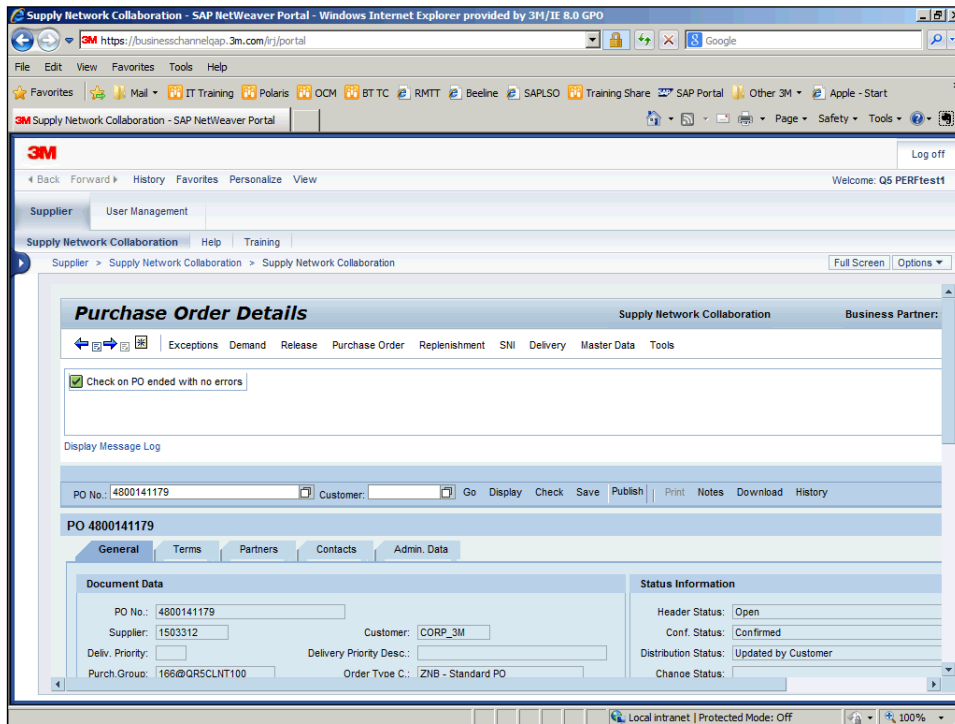 Supply Network Collaboration - SAP NetWeaver Portal - Windows Internet Explorer provided by 3M/IE 8.0 GPO
3M https://businesschannelqap.3m.com/irj/portal
Google
File Edit View Favorites Tools Help
Favorites Mail IT Training Polaris OCM BT TC RMTT Beeline SAPLSO Training Share SAP Portal Other 3M Apple - Start
3M Supply Network Collaboration - SAP NetWeaver Portal
Page Safety Tools
3M
Log off
Back Forward History Favorites Personalize View
Welcome: Q5 PERFtest1
Supplier User Management
Supply Network Collaboration Help Training
Supplier > Supply Network Collaboration > Supply Network Collaboration
Full Screen Options
Purchase Order Details
Supply Network Collaboration
Business Partner:
Exceptions Demand Release Purchase Order Replenishment SNI Delivery Master Data Tools
Check on PO ended with no errors
Display Message Log
PO No.: 4800141179 Customer: Go Display Check Save Publish Print Notes Download History
PO 4800141179
General Terms Partners Contacts Admin. Data
Document Data
PO No.: 4800141179
Supplier: 1503312 Customer: CORP_3M
Deliv. Priority: Delivery Priority Desc.:
Purch.Group: 166@QR5CLNT100 Order Type C.: ZNB - Standard PO
Status Information
Header Status: Open
Conf. Status: Confirmed
Distribution Status: Updated by Customer
Change Status:
Local intranet | Protected Mode: Off
100%